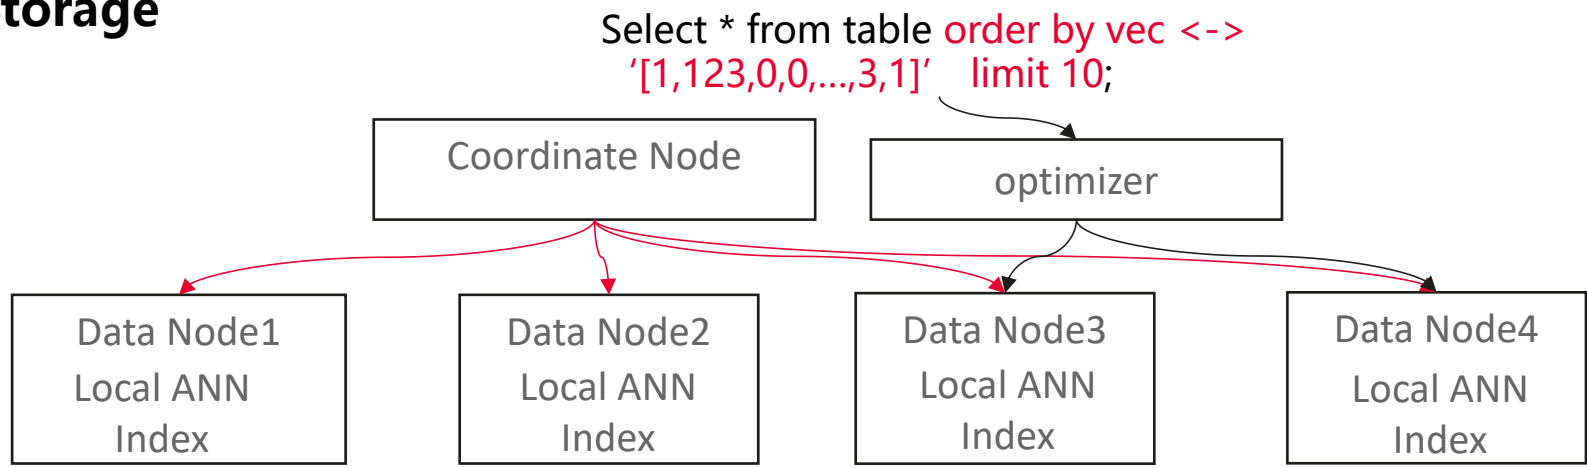 torage
Select * from table order by vec <->
‘[1,123,0,0,...,3,1]’ limit 10;
Coordinate Node
optimizer
Data Node1
Local ANN
Index
Data Node2
Local ANN
Index
Data Node3
Local ANN
Index
Data Node4
Local ANN
Index